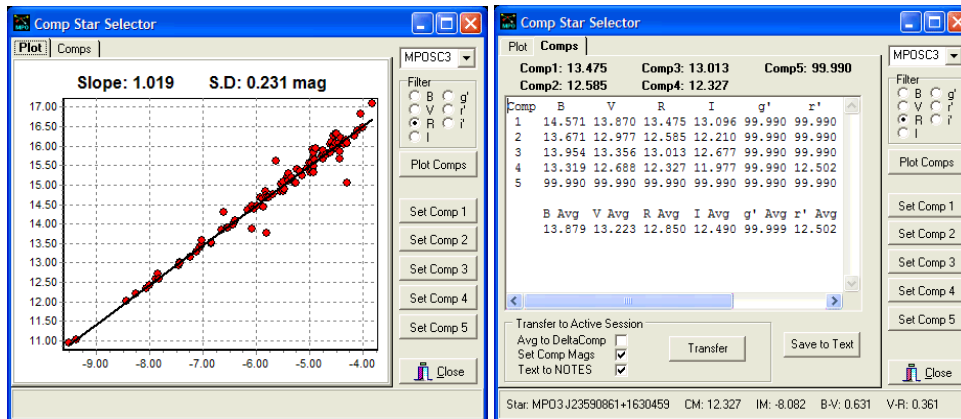 Comp Star Selector
Plot Comps
MPOSC3
Slope: 1.019 S.D: 0.231 mag
Filter
B g'
V r'
R i'
I
17.00
16.50
16.00
15.50
15.00
14.50
14.00
13.50
13.00
12.50
12.00
11.50
11.00
-9.00 -8.00 -7.00 -6.00 -5.00 -4.00
Plot Comps
Set Comp 1
Set Comp 2
Set Comp 3
Set Comp 4
Set Comp 5
Close
Comp Star Selector
Plot Comps
MPOSC3
Comp1: 13.475 Comp3: 13.013 Comp5: 99.990
Comp2: 12.585 Comp4: 12.327
Filter
B g'
V r'
R i'
I
Comp B V R I g' r'
1 14.571 13.870 13.475 13.096 99.990 99.990
2 13.671 12.977 12.585 12.210 99.990 99.990
3 13.954 13.356 13.013 12.677 99.990 99.990
4 13.319 12.688 12.327 11.977 99.990 12.502
5 99.990 99.990 99.990 99.990 99.990 99.990
B Avg V Avg R Avg I Avg g' Avg r' Avg
13.879 13.223 12.850 12.490 99.999 12.502
Plot Comps
Set Comp 1
Set Comp 2
Set Comp 3
Set Comp 4
Set Comp 5
Transfer to Active Session
Avg to DeltaComp
Set Comp Mags
Text to NOTES
Transfer
Save to Text
Close
Star: MPO3 J23590861+1630459 CM: 12.327 IM: -8.082 B-V: 0.631 V-R: 0.361